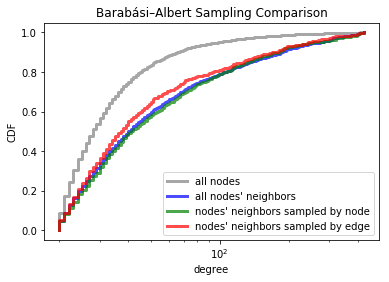 Barabási–Albert Sampling Comparison
1.0
0.8
0.6
0.4
0.2
0.0
CDF
all nodes
all nodes' neighbors
nodes' neighbors sampled by node
nodes' neighbors sampled by edge
10²
degree